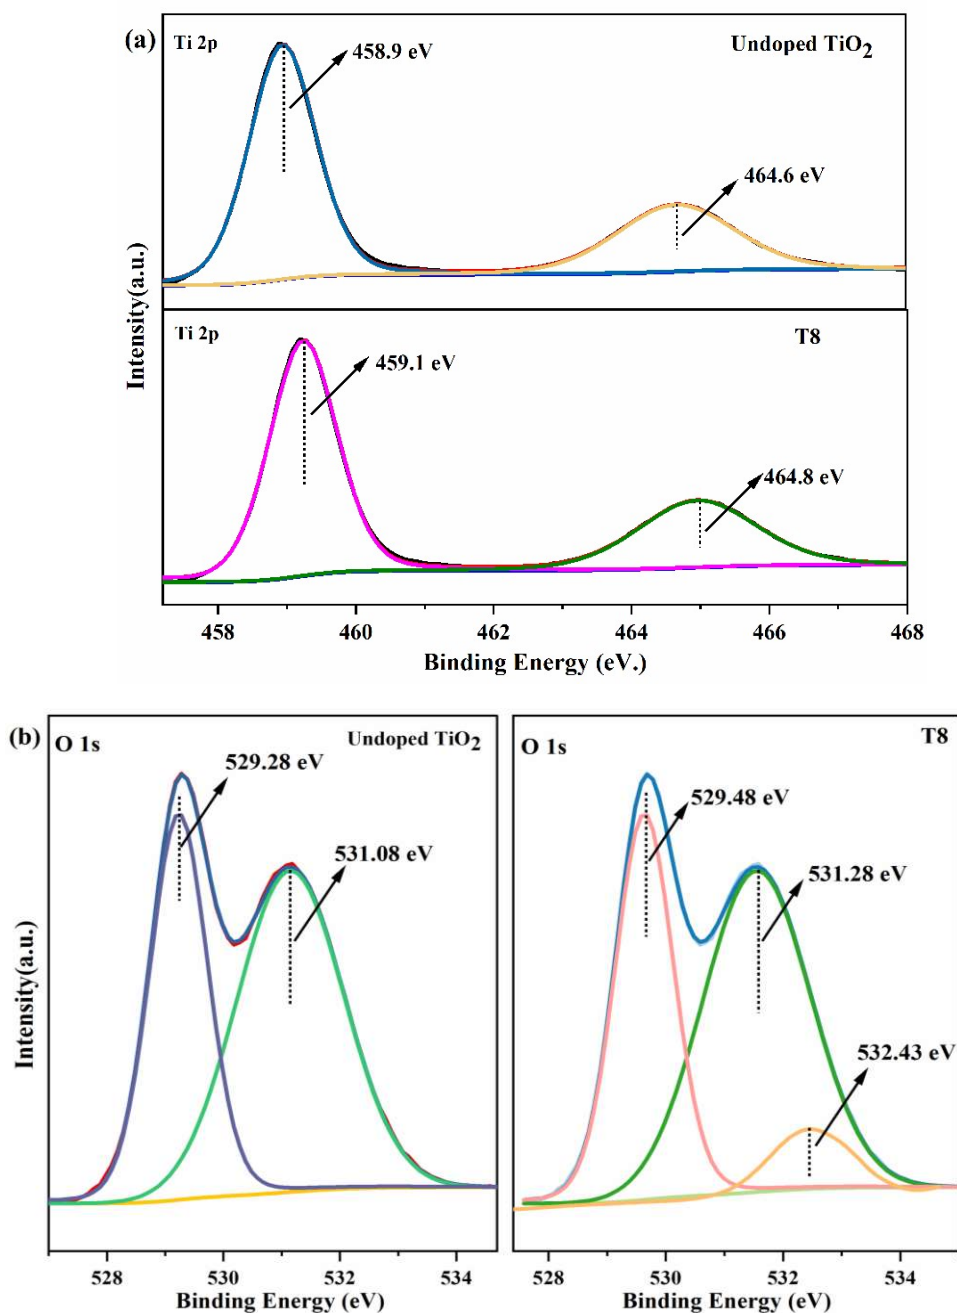 (a)
Ti 2p
458.9 eV
Undoped TiO2
464.6 eV
Ti 2p
T8
459.1 eV
464.8 eV
Intensity(a.u.)
458 460 462 464 466 468
Binding Energy (eV.)
(b)
O 1s
Undoped TiO2
529.28 eV
531.08 eV
Intensity(a.u.)
528 530 532 534
Binding Energy (eV)
O 1s
T8
529.48 eV
531.28 eV
532.43 eV
528 530 532 534
Binding Energy (eV)